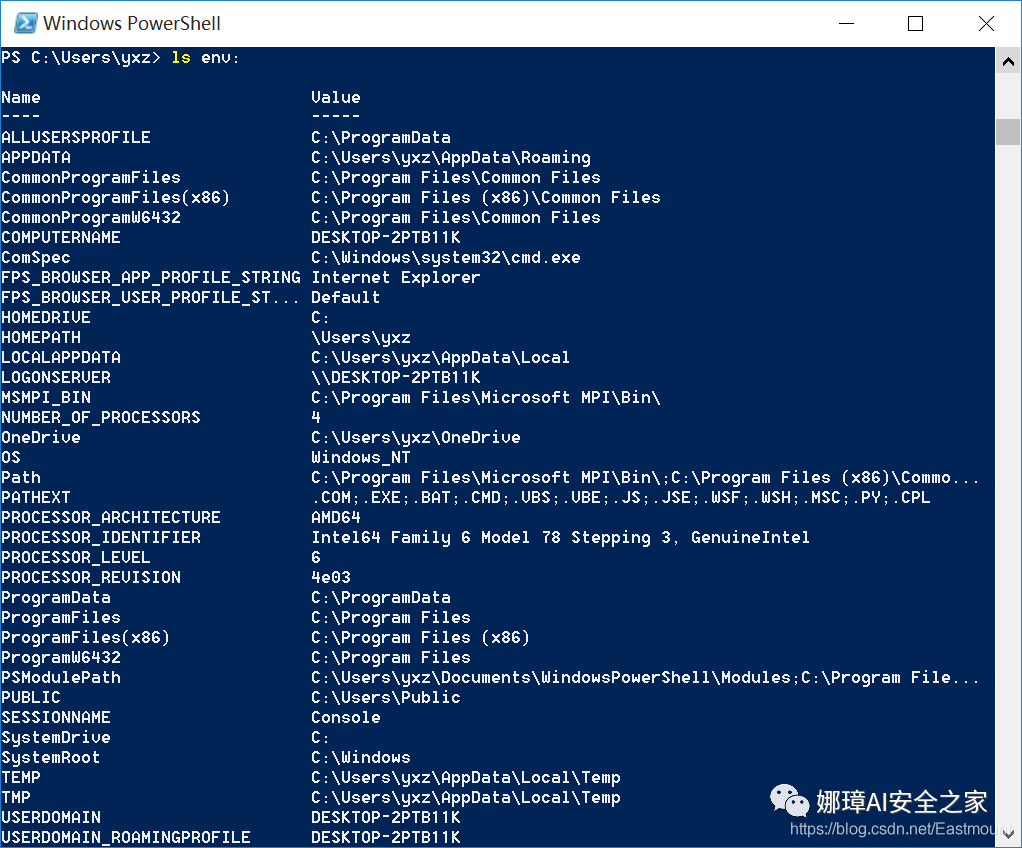 Windows PowerShell
PS C:\Users\yxz> ls env:
Name Value
---- -----
ALLUSERSPROFILE C:\ProgramData
APPDATA C:\Users\yxz\AppData\Roaming
CommonProgramFiles C:\Program Files\Common Files
CommonProgramFiles(x86) C:\Program Files (x86)\Common Files
CommonProgramW6432 C:\Program Files\Common Files
COMPUTERNAME DESKTOP-2PTB11K
ComSpec C:\Windows\system32\cmd.exe
FPS_BROWSER_APP_PROFILE_STRING Internet Explorer
FPS_BROWSER_USER_PROFILE_ST... Default
HOMEDRIVE C:
HOMEPATH \Users\yxz
LOCALAPPDATA C:\Users\yxz\AppData\Local
LOGONSERVER \\DESKTOP-2PTB11K
MSMPI_BIN C:\Program Files\Microsoft MPI\Bin\
NUMBER_OF_PROCESSORS 4
OneDrive C:\Users\yxz\OneDrive
OS Windows_NT
Path C:\Program Files\Microsoft MPI\Bin\;C:\Program Files (x86)\Commo...
PATHEXT .COM;.EXE;.BAT;.CMD;.VBS;.VBE;.JS;.JSE;.WSF;.WSH;.MSC;.PY;.CPL
PROCESSOR_ARCHITECTURE AMD64
PROCESSOR_IDENTIFIER Intel64 Family 6 Model 78 Stepping 3, GenuineIntel
PROCESSOR_LEVEL 6
PROCESSOR_REVISION 4e03
ProgramData C:\ProgramData
ProgramFiles C:\Program Files
ProgramFiles(x86) C:\Program Files (x86)
ProgramW6432 C:\Program Files
PSModulePath C:\Users\yxz\Documents\WindowsPowerShell\Modules;C:\Program File...
PUBLIC C:\Users\Public
SESSIONNAME Console
SystemDrive C:
SystemRoot C:\Windows
TEMP C:\Users\yxz\AppData\Local\Temp
TMP C:\Users\yxz\AppData\Local\Temp
USERDOMAIN DESKTOP-2PTB11K
USERDOMAIN_ROAMINGPROFILE DESKTOP-2PTB11K
娜璋AI安全之家
https://blog.csdn.net/Eastmount